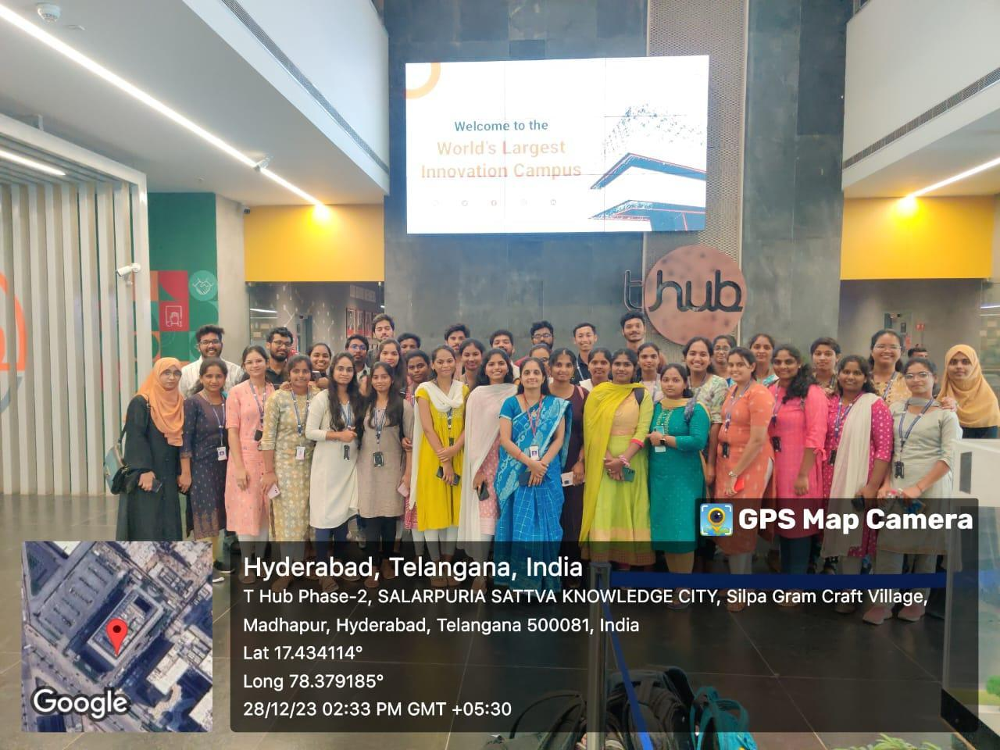 Welcome to the
World's Largest
Innovation Campus
t hub
GPS Map Camera
Hyderabad, Telangana, India
T Hub Phase-2, SALARPURIA SATTVA KNOWLEDGE CITY, Silpa Gram Craft Village,
Madhapur, Hyderabad, Telangana 500081, India
Lat 17.434114°
Long 78.379185°
28/12/23 02:33 PM GMT +05:30
Google